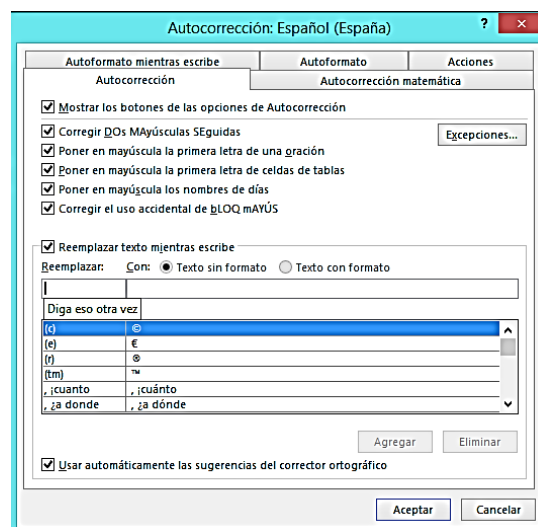 Autocorrección: Español (España)
? ×
Autoformato mientras escribe Autoformato Acciones
Autocorrección Autocorrección matemática
Mostrar los botones de las opciones de Autocorrección
Corregir DOs MAyúsculas SEguidas
Excepciones...
Poner en mayúscula la primera letra de una oración
Poner en mayúscula la primera letra de celdas de tablas
Poner en mayúscula los nombres de días
Corregir el uso accidental de bLOQ mAYÚS
Reemplazar texto mientras escribe
Reemplazar: Con: Texto sin formato Texto con formato
Diga eso otra vez
(c) ©
(e) €
(r) ®
(tm) ™
, ¡cuanto , ¡cuánto
, ¿a donde , ¿a dónde
Agregar Eliminar
Usar automáticamente las sugerencias del corrector ortográfico
Aceptar Cancelar